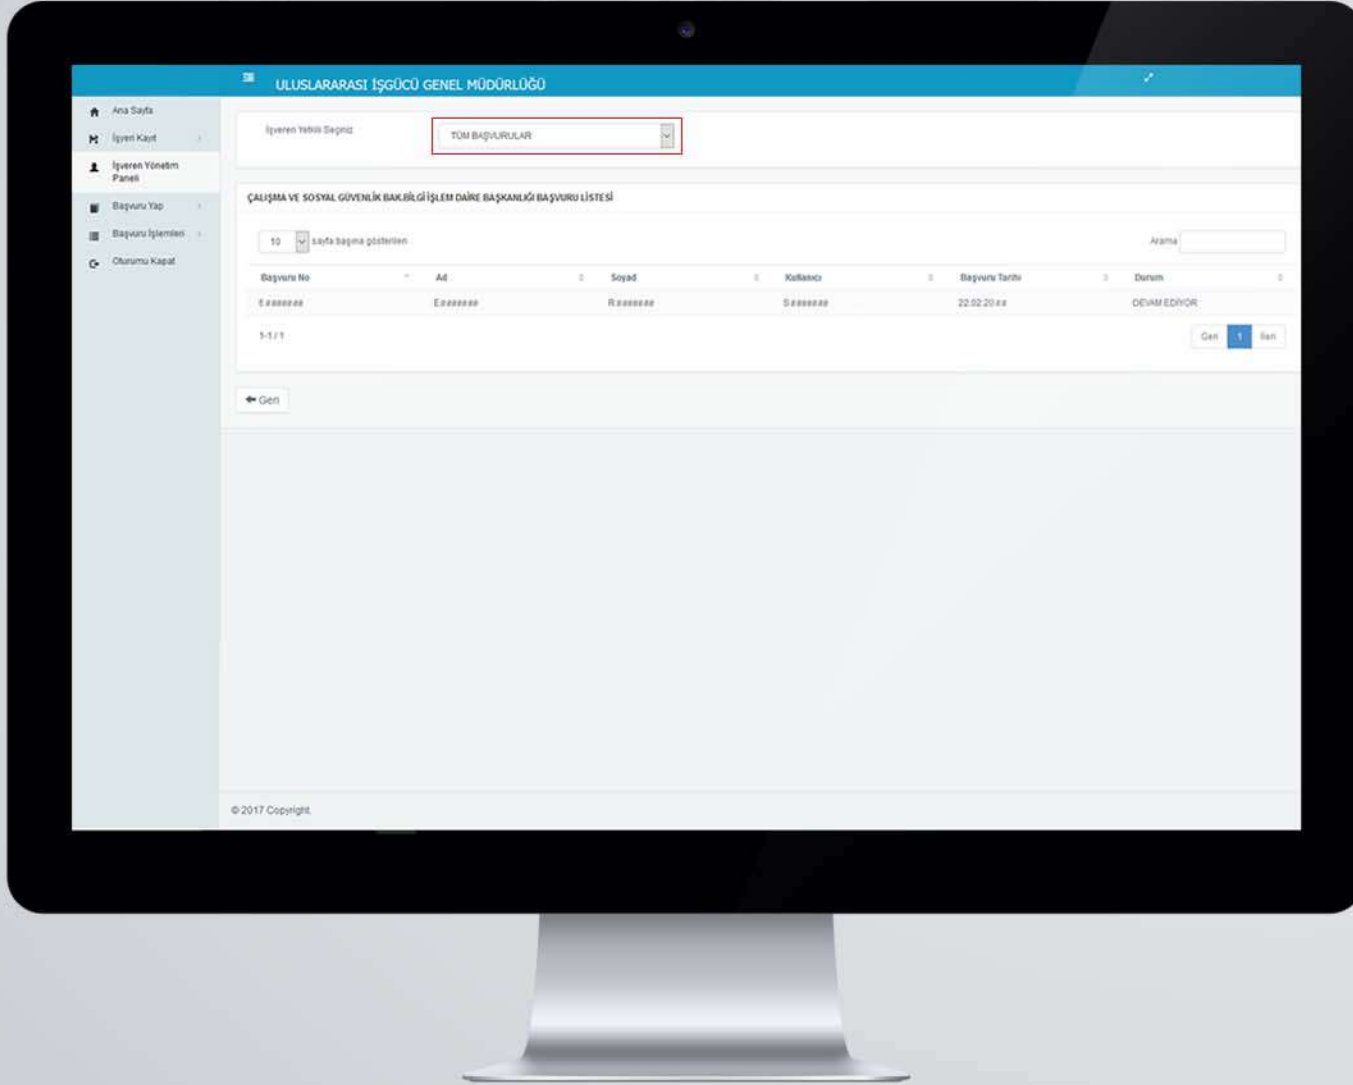 ULUSLARARASI İŞGÜCÜ GENEL MÜDÜRLÜĞÜ
Ana Sayfa
İşyeri Kayıt
İşveren Yönetim
Paneli
Başvuru Yap
Başvuru İşlemleri
Oturumu Kapat
İşveren Yetkili Seçiniz
TÜM BAŞVURULAR
ÇALIŞMA VE SOSYAL GÜVENLİK BAK.BİLGİ İŞLEM DAİRE BAŞKANLIĞI BAŞVURU LİSTESİ
10 sayfa başına gösterilen
Arama
Başvuru No Ad Soyad Kullanıcı Başvuru Tarihi Durum
22.02.20## DEVAM EDİYOR
1-1 / 1
Geri 1 İleri
Geri
© 2017 Copyright.